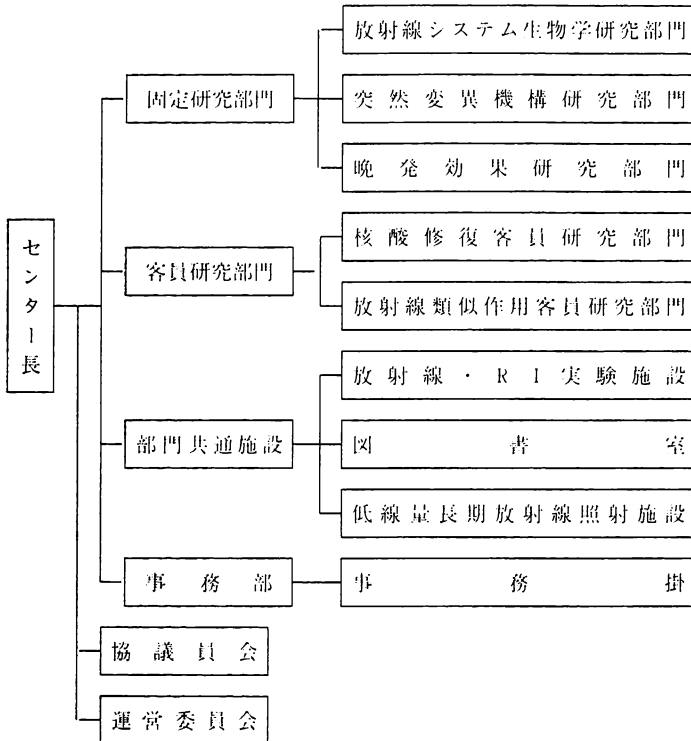 センター長
固定研究部門
放射線システム生物学研究部門
突然変異機構研究部門
晩発効果研究部門
客員研究部門
核酸修復客員研究部門
放射線類似作用客員研究部門
部門共通施設
放射線・RI実験施設
図書室
低線量長期放射線照射施設
事務部
事務掛
協議員会
運営委員会